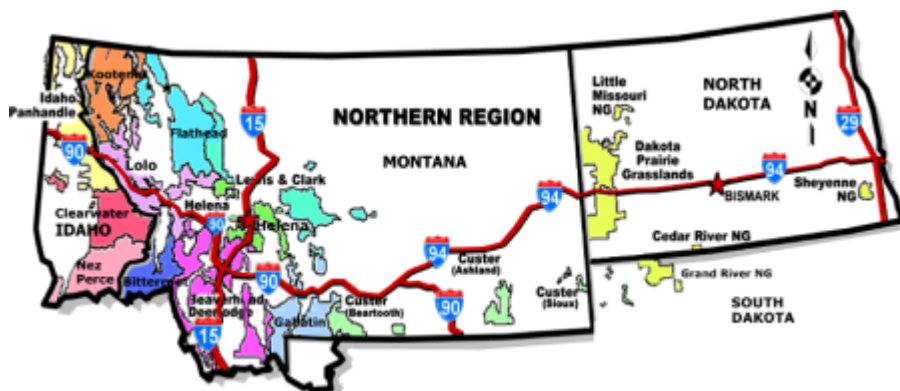 Kootenai
Idaho
Panhandle
90
Flathead
15
NORTHERN REGION
MONTANA
Lolo
Lewis & Clark
Helena
90
Helena
Clearwater
IDAHO
Nez
Perce
Beaverhead
Deerlodge
15
90
Gallatin
Custer
(Beartooth)
94
Custer
(Ashland)
90
94
Custer
(Sioux)
Little
Missouri
NG
NORTH
DAKOTA
N
29
Dakota
Prairie
Grasslands
94
BISMARK
Sheyenne
NG
Cedar River NG
Grand River NG
SOUTH
DAKOTA